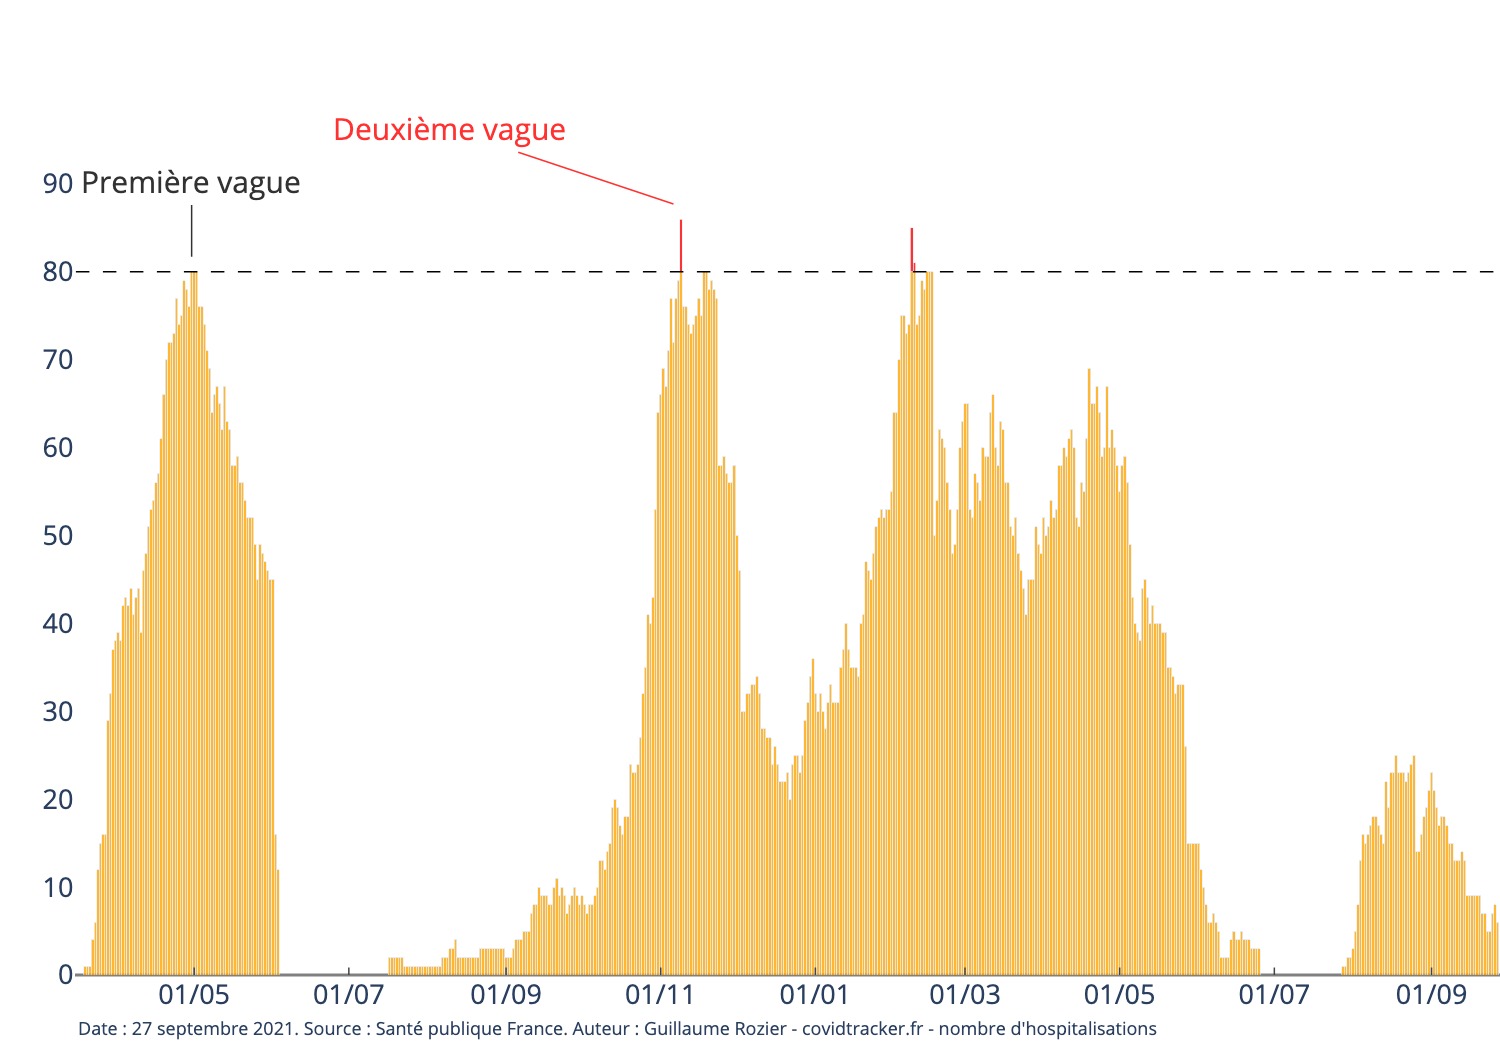 Deuxième vague
90 Première vague
80
70
60
50
40
30
20
10
0
01/05 01/07 01/09 01/11 01/01 01/03 01/05 01/07 01/09
Date : 27 septembre 2021. Source : Santé publique France. Auteur : Guillaume Rozier - covidtracker.fr - nombre d'hospitalisations